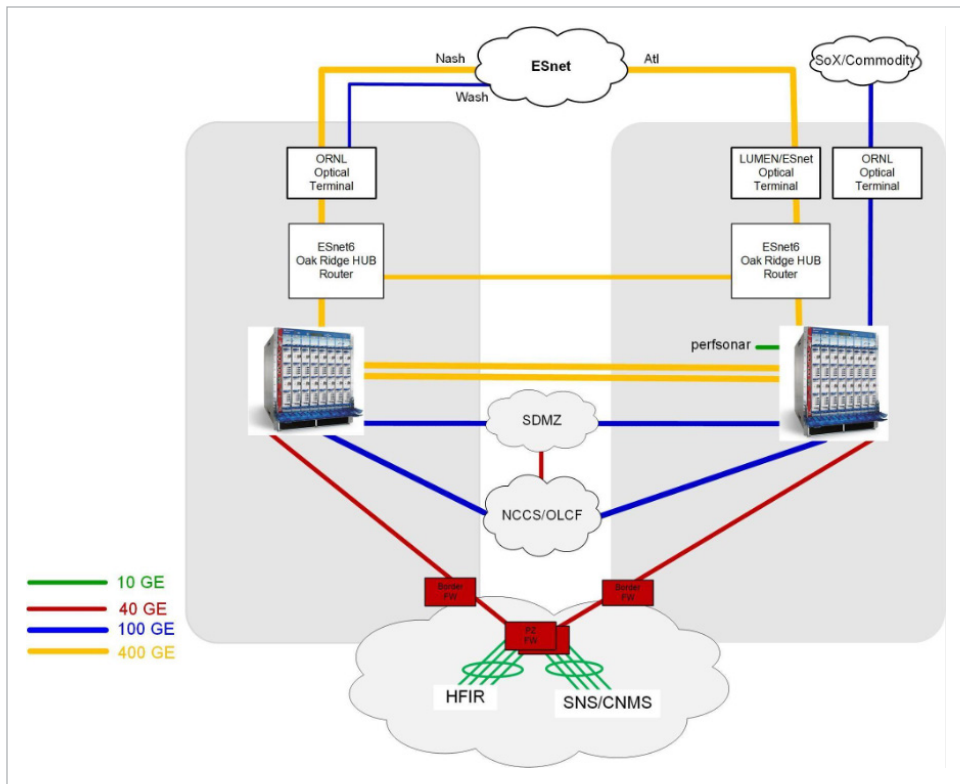 Nash
ESnet
Atl
SoX/Commodity
Wash
ORNL
Optical
Terminal
LUMEN/ESnet
Optical
Terminal
ORNL
Optical
Terminal
ESnet6
Oak Ridge HUB
Router
ESnet6
Oak Ridge HUB
Router
perfsonar
SDMZ
NCCS/OLCF
10 GE
40 GE
100 GE
400 GE
Border
FW
Border
FW
PZ
FW
HFIR
SNS/CNMS